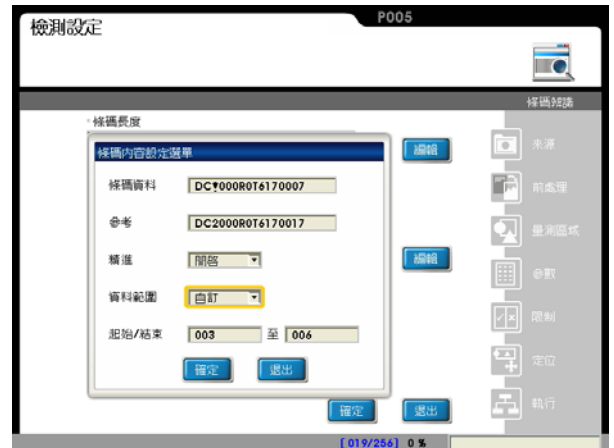 P005
檢測設定
條碼辨識
條碼長度
條碼內容設定選單
編輯
條碼資料 DC?000R0T6170007
參考 DC2000R0T6170017
精進 開啓
編輯
資料範圍 自訂
起始/結束 003 至 006
確定 退出
確定 退出
來源
前處理
量測區域
參數
限制
定位
執行
[019/256] 0 %